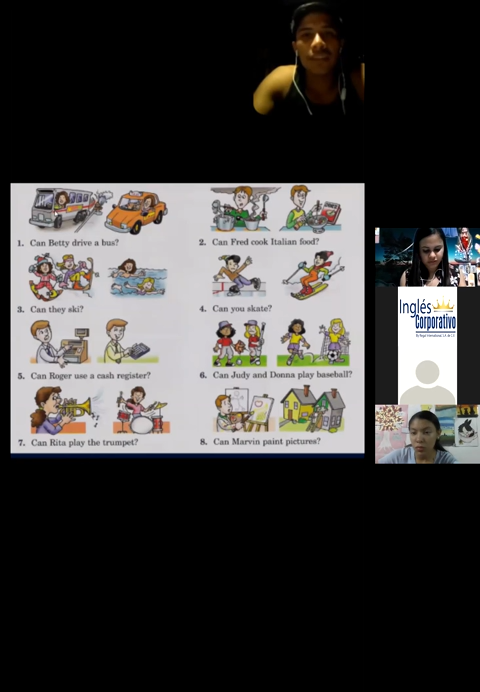 1. Can Betty drive a bus?
2. Can Fred cook Italian food?
3. Can they ski?
4. Can you skate?
5. Can Roger use a cash register?
6. Can Judy and Donna play baseball?
7. Can Rita play the trumpet?
8. Can Marvin paint pictures?
Inglés
Corporativo